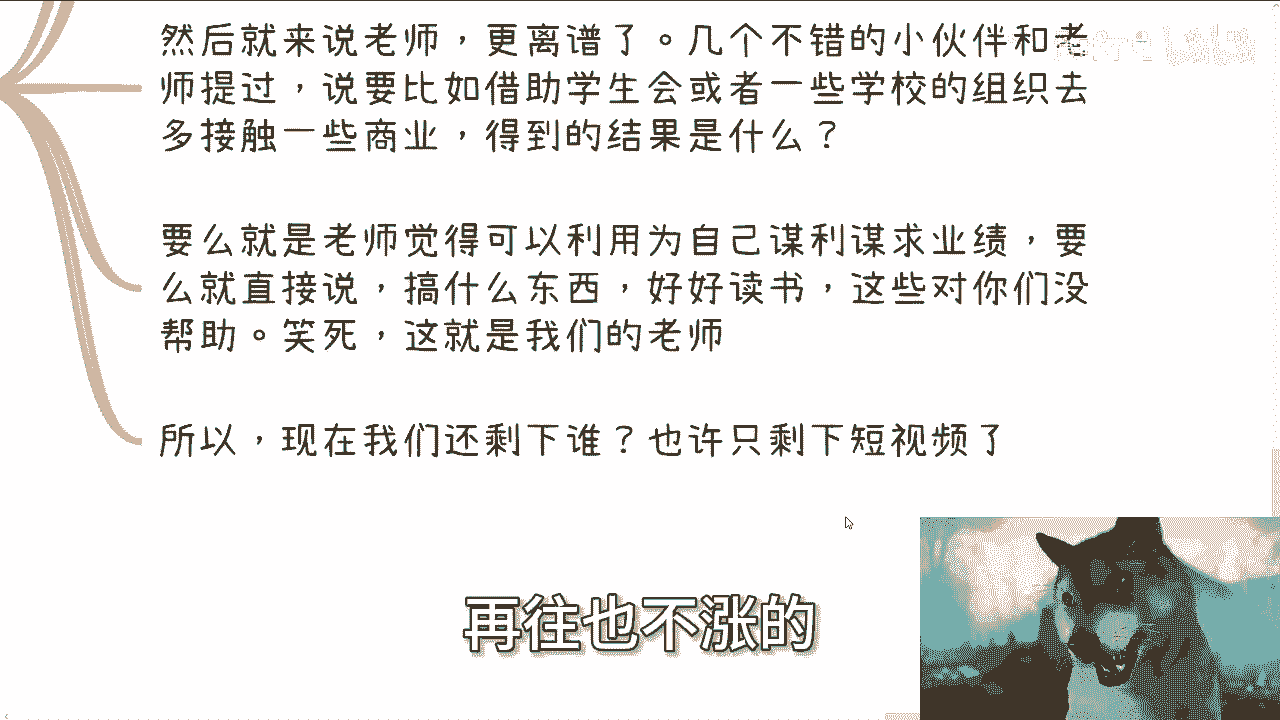 然后就来说老师，更离谱了。几个不错的小伙伴和老
师提过，说要比如借助学生会或者一些学校的组织去
多接触一些商业，得到的结果是什么？
要么就是老师觉得可以利用为自己谋利谋求业绩，要
么就直接说，搞什么东西，好好读书，这些对你们没
帮助。笑死，这就是我们的老师
所以，现在我们还剩下谁？也许只剩下短视频了
再往也不涨的